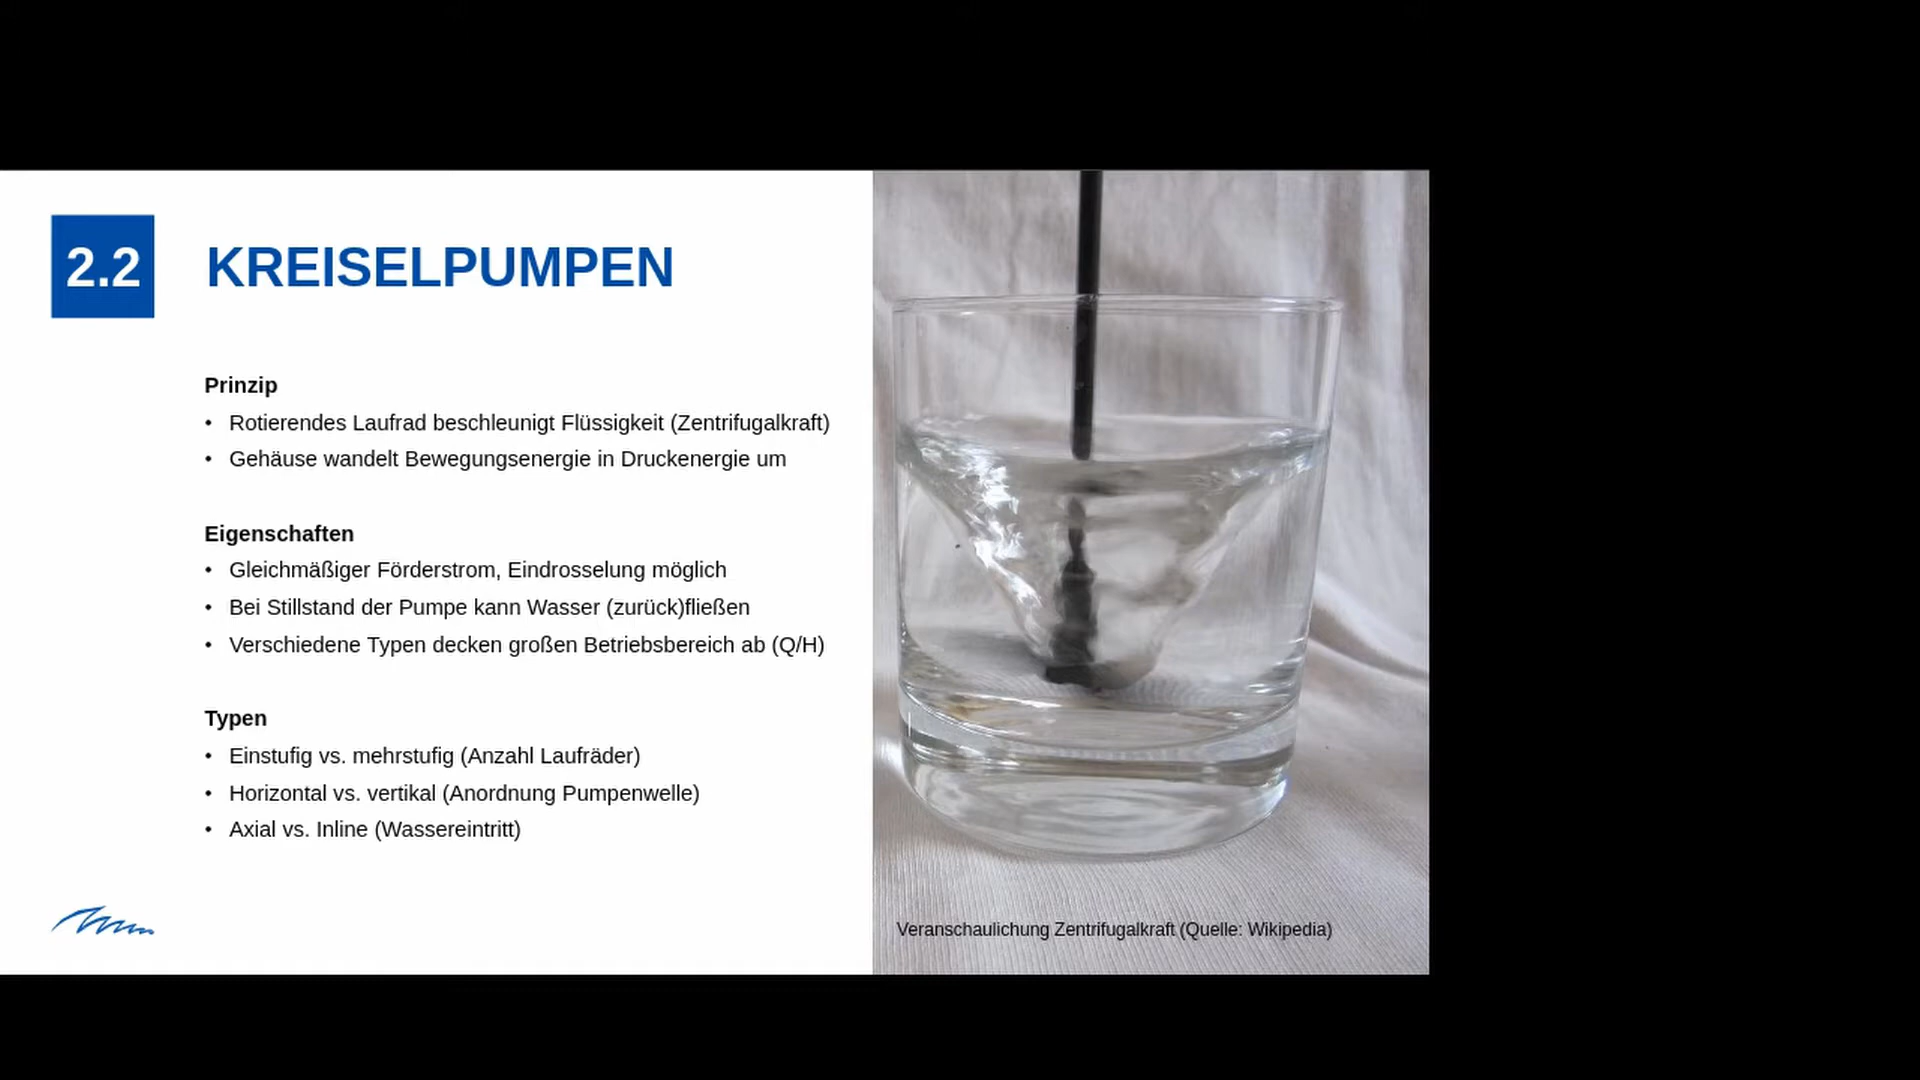 2.2
KREISELPUMPEN
Prinzip
• Rotierendes Laufrad beschleunigt Flüssigkeit (Zentrifugalkraft)
• Gehäuse wandelt Bewegungsenergie in Druckenergie um
Eigenschaften
• Gleichmäßiger Förderstrom, Eindrosselung möglich
• Bei Stillstand der Pumpe kann Wasser (zurück)fließen
• Verschiedene Typen decken großen Betriebsbereich ab (Q/H)
Typen
• Einstufig vs. mehrstufig (Anzahl Laufräder)
• Horizontal vs. vertikal (Anordnung Pumpenwelle)
• Axial vs. Inline (Wassereintritt)
Veranschaulichung Zentrifugalkraft (Quelle: Wikipedia)